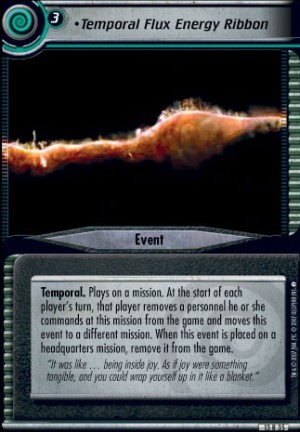 3
•Temporal Flux Energy Ribbon
Event
Temporal. Plays on a mission. At the start of each
player's turn, that player removes a personnel he or she
commands at this mission from the game and moves this
event to a different mission. When this event is placed on a
headquarters mission, remove it from the game.
"It was like ... being inside joy. As if joy were something
tangible, and you could wrap yourself up in it like a blanket."